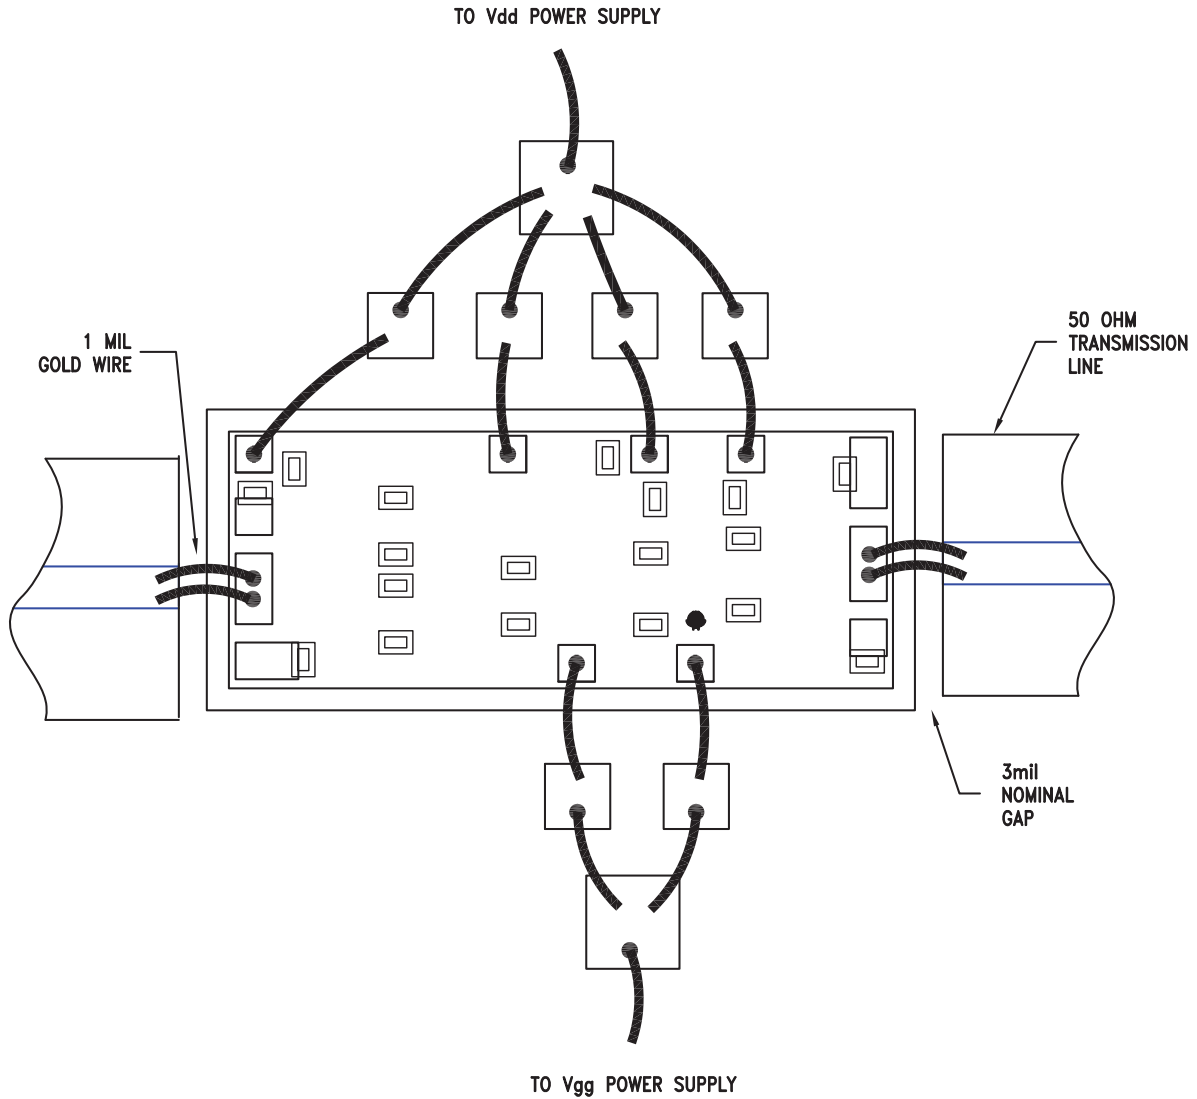 TO Vdd POWER SUPPLY
1 MIL
GOLD WIRE
50 OHM
TRANSMISSION
LINE
3mil
NOMINAL
GAP
TO Vgg POWER SUPPLY